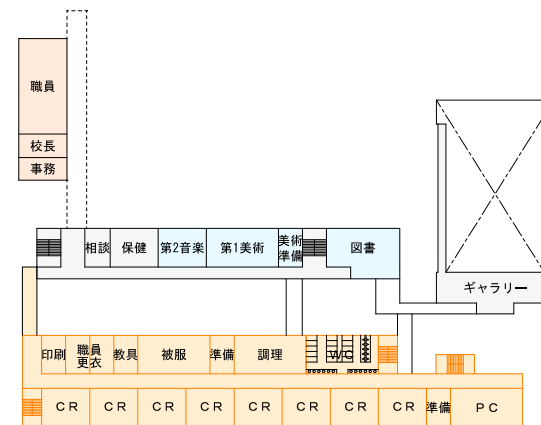 職員
校長
事務
相談
保健
第2音楽
第1美術
美術
準備
図書
ギャラリー
印刷
職員
更衣
教具
被服
準備
調理
WC
CR
CR
CR
CR
CR
CR
CR
CR
準備
PC